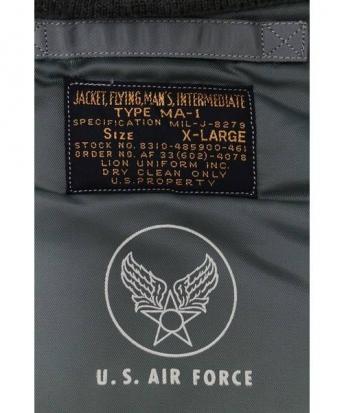 JACKET, FLYING, MAN'S, INTERMEDIATE
TYPE MA-1
SPECIFICATION MIL-J-8279
SIZE X-LARGE
STOCK NO. 8310-485900-461
ORDER NO. AF 33(602)-4078
LION UNIFORM INC.
DRY CLEAN ONLY
U.S. PROPERTY
U.S. AIR FORCE